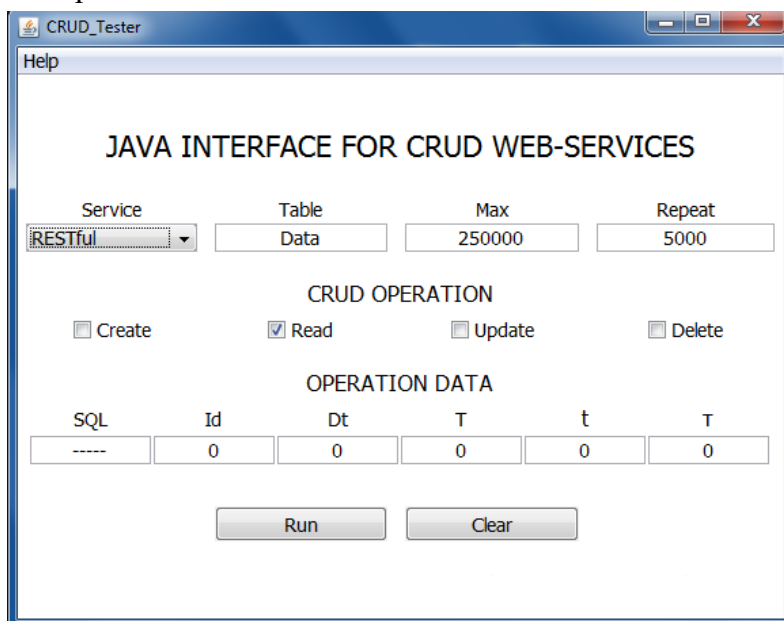 CRUD_Tester
Help
JAVA INTERFACE FOR CRUD WEB-SERVICES
Service Table Max Repeat
RESTful Data 250000 5000
CRUD OPERATION
Create Read Update Delete
OPERATION DATA
SQL Id Dt T t т
----- 0 0 0 0 0
Run Clear